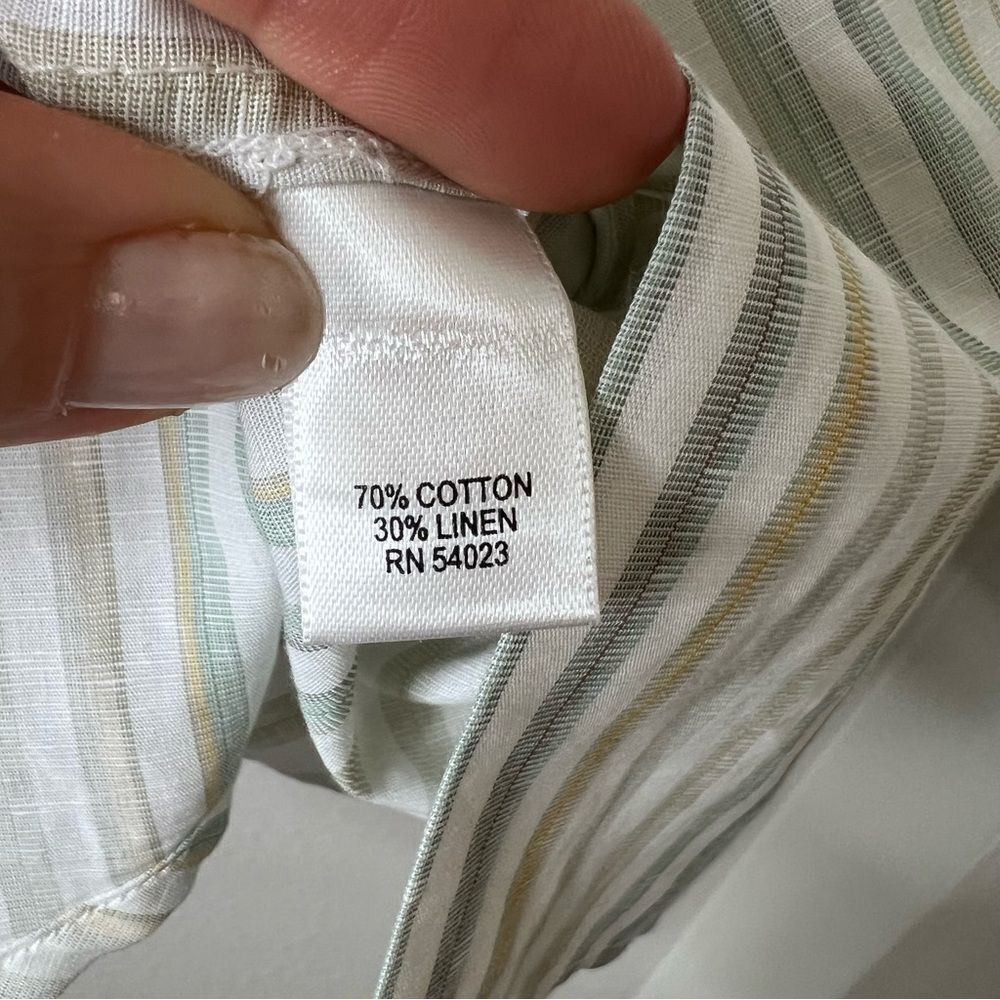 70% COTTON
30% LINEN
RN 54023